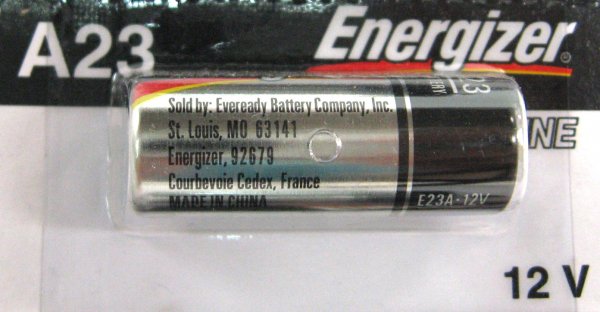 A23
Energizer
Sold by: Eveready Battery Company, Inc.
St. Louis, MO 63141
Energizer, 92679
Courbevoie Cedex, France
MADE IN CHINA
E23A·12V
12 V